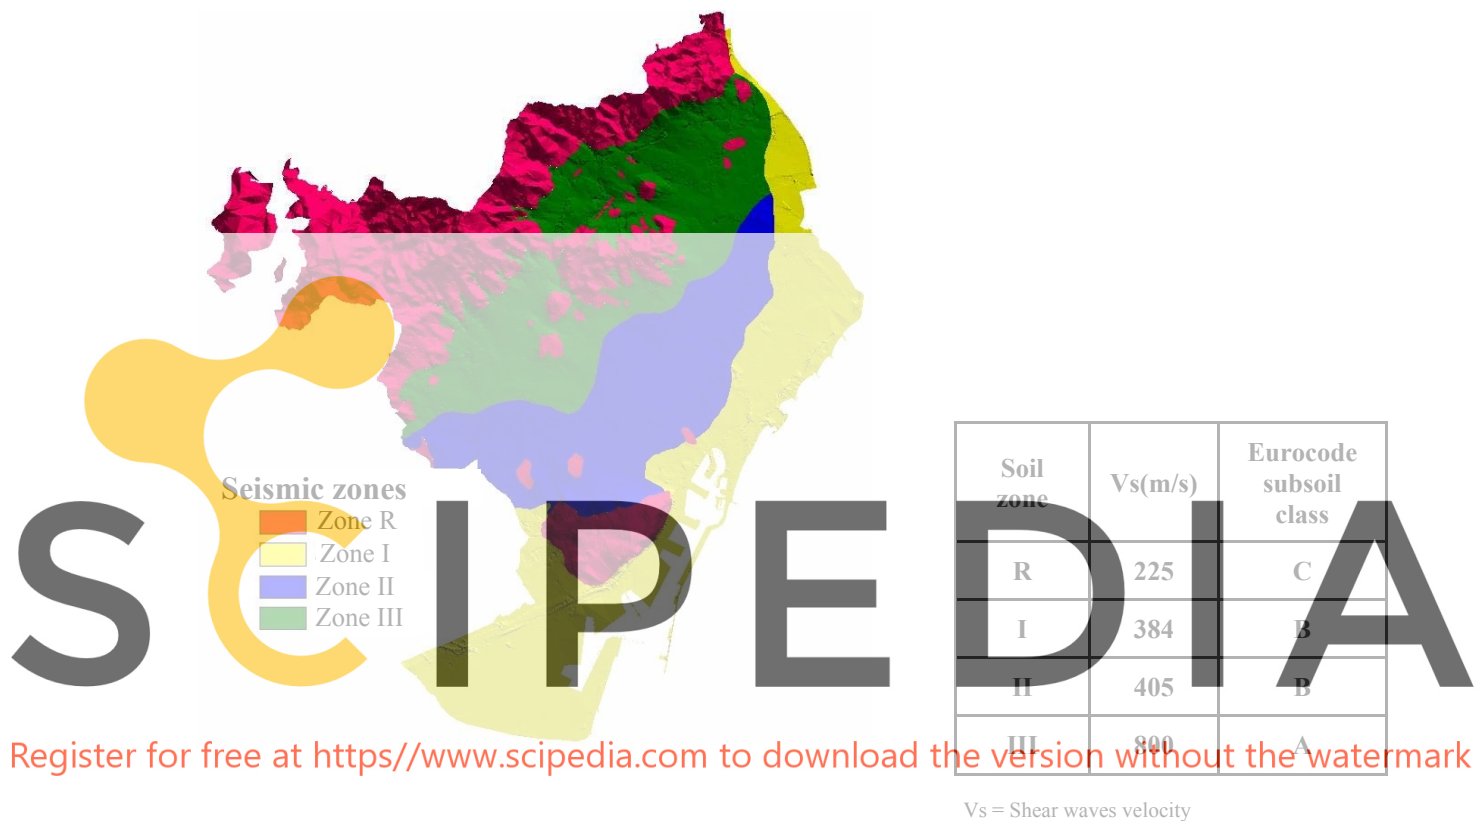 Seismic zones
Zone R
Zone I
Zone II
Zone III
Soil zone Vs(m/s) Eurocode subsoil class
R 225 C
I 384 B
II 405 B
III 800 A
SCIPEDIA
Register for free at https//www.scipedia.com to download the version without the watermark
Vs = Shear waves velocity